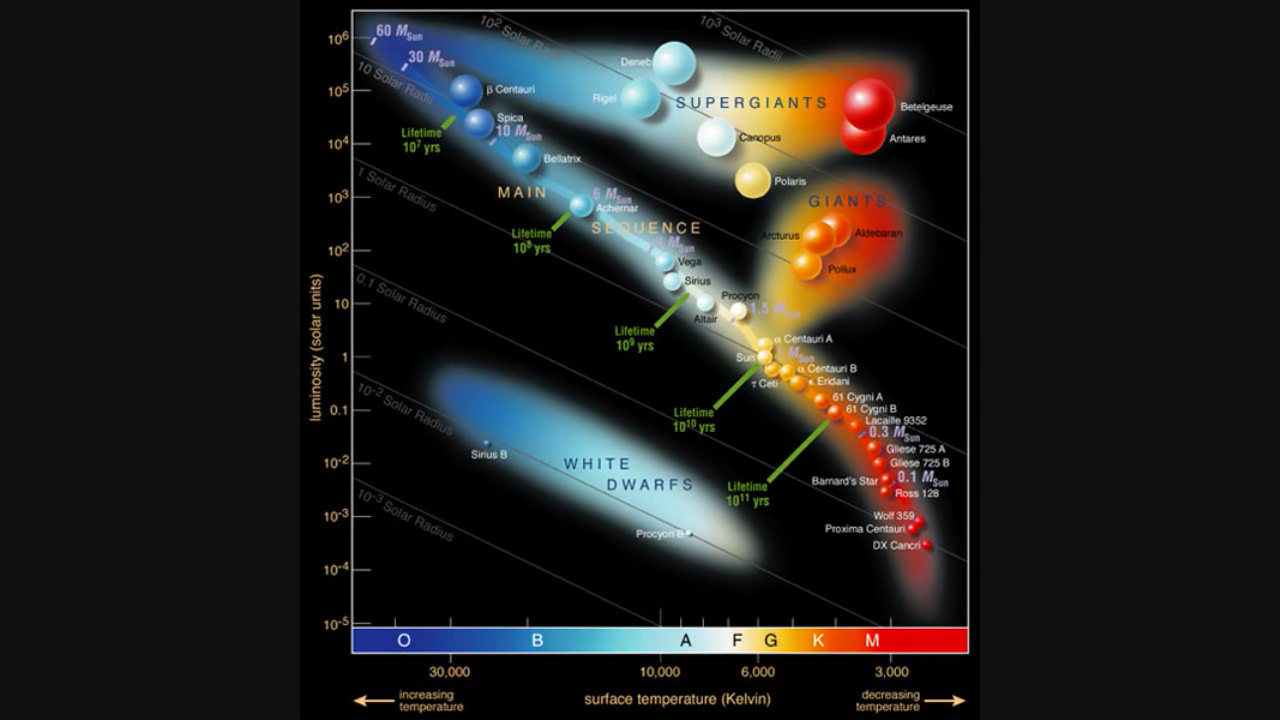 10⁶
10⁵
10⁴
10³
10²
10
1
0.1
10⁻²
10⁻³
10⁻⁴
10⁻⁵
luminosity (solar units)
60 M_Sun
30 M_Sun
10² Solar Ra
10³ Solar Radii
10 Solar Radi
Deneb
Rigel
SUPERGIANTS
Betelgeuse
Antares
Canopus
Polaris
β Centauri
Spica
10 M_Sun
Lifetime
10⁷ yrs
Bellatrix
MAIN
SEQUENCE
6 M_Sun
Achernar
1 Solar Radius
Lifetime
10⁸ yrs
GIANTS
Arcturus
Aldebaran
Pollux
M_Sun
Vega
Sirius
0.1 Solar Radius
Altair
Procyon
1.5 M_Sun
Lifetime
10⁹ yrs
α Centauri A
Sun
1 M_Sun
α Centauri B
τ Ceti
ε Eridani
10⁻² Solar Radius
Lifetime
10¹⁰ yrs
61 Cygni A
61 Cygni B
Lacaille 9352
0.3 M_Sun
Gliese 725 A
Gliese 725 B
Sirius B
WHITE
DWARFS
Lifetime
10¹¹ yrs
Barnard's Star
0.1 M_Sun
Ross 128
10⁻³ Solar Radius
Wolf 359
Proxima Centauri
DX Cancri
Procyon B
O B A F G K M
30,000 10,000 6,000 3,000
increasing
temperature
surface temperature (Kelvin)
decreasing
temperature